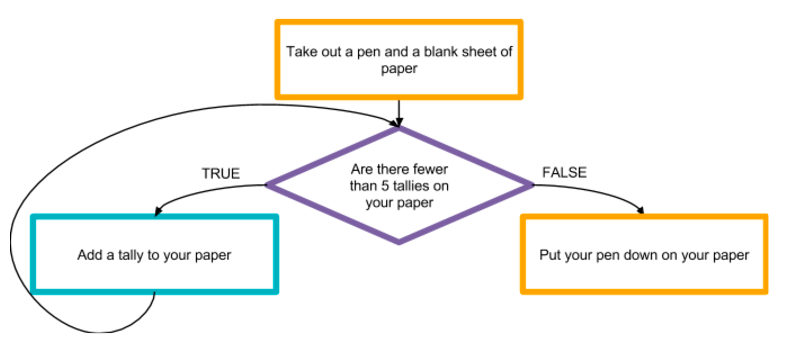 Take out a pen and a blank sheet of
paper
Are there fewer
than 5 tallies on
your paper
TRUE
FALSE
Add a tally to your paper
Put your pen down on your paper